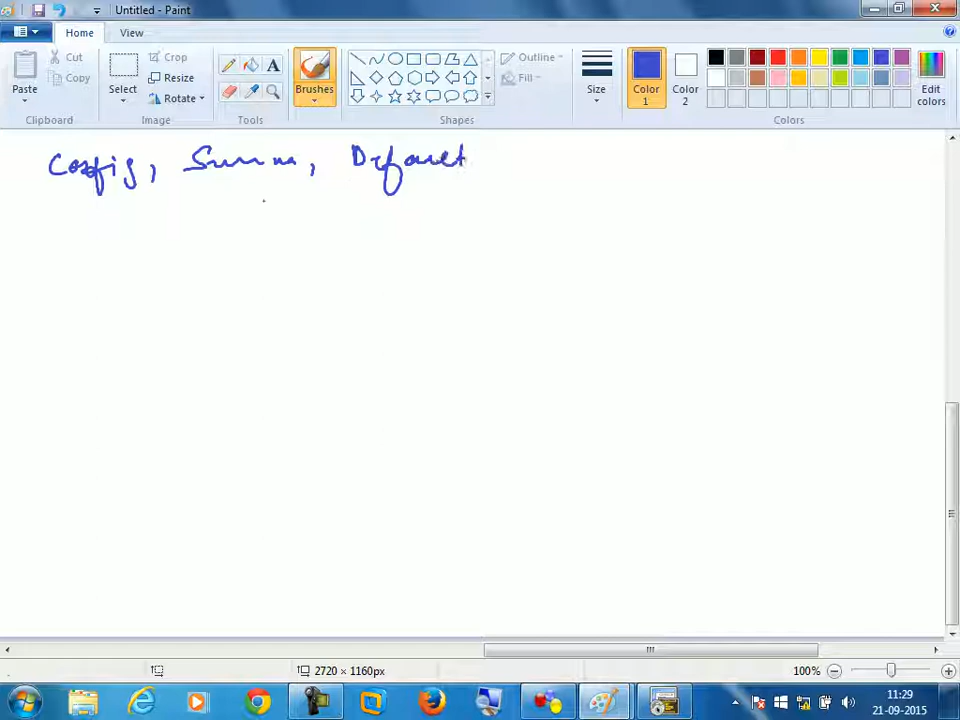 Untitled - Paint
Home View
Paste
Cut
Copy
Clipboard
Select
Crop
Resize
Rotate
Image
A
Tools
Brushes
Shapes
Outline
Fill
Size
Color 1
Color 2
Edit colors
Colors
Config, Summa, Default
2720 × 1160px
100%
11:29
21-09-2015